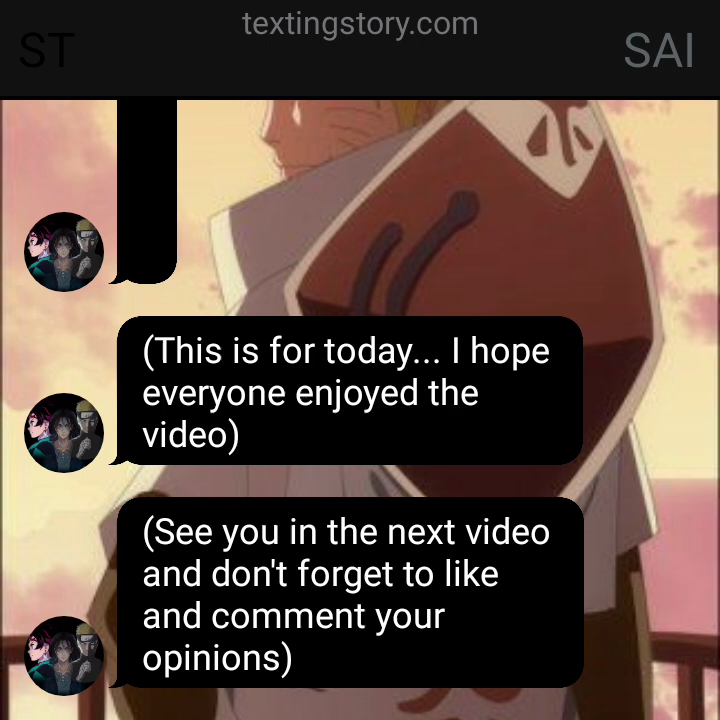 textingstory.com
ST
SAI
(This is for today... I hope
everyone enjoyed the
video)
(See you in the next video
and don't forget to like
and comment your
opinions)